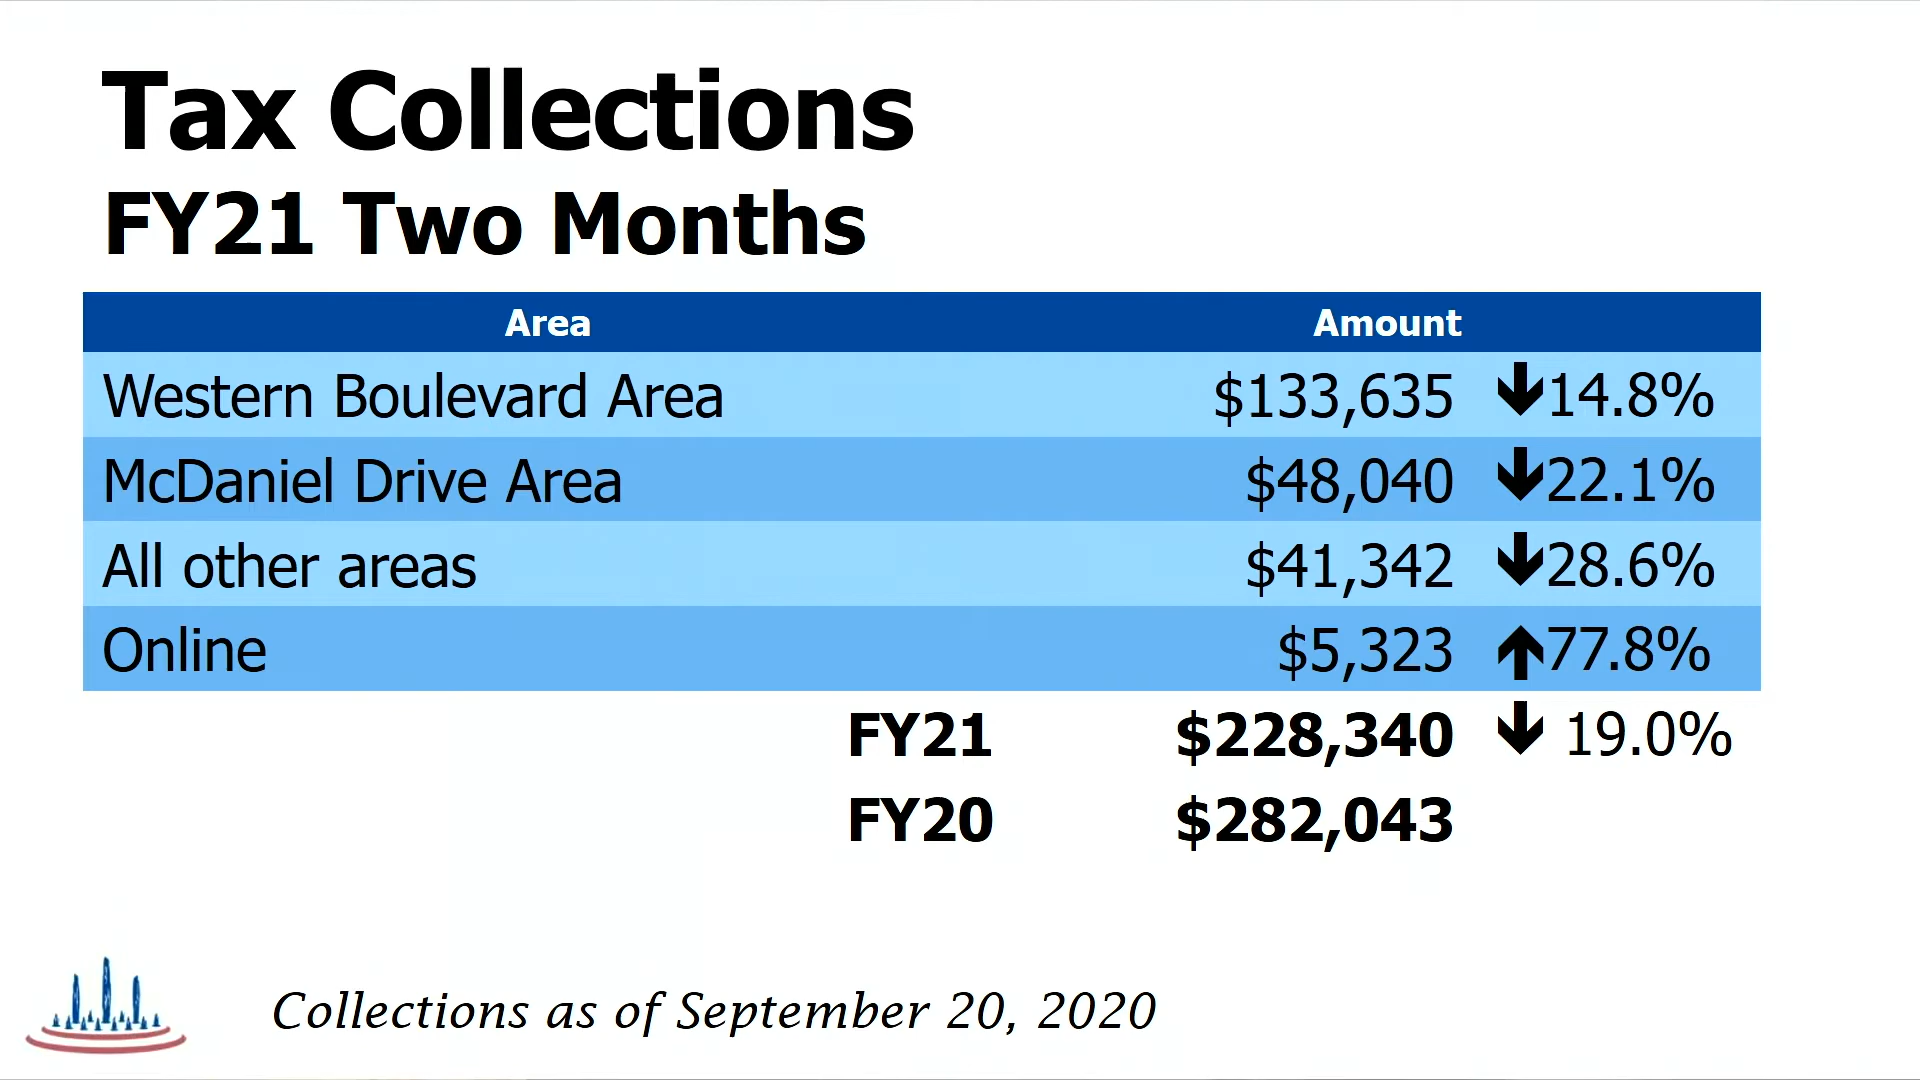 Tax Collections
FY21 Two Months
Area Amount
Western Boulevard Area $133,635 🡇14.8%
McDaniel Drive Area $48,040 🡇22.1%
All other areas $41,342 🡇28.6%
Online $5,323 🡅77.8%
FY21 $228,340 🡇 19.0%
FY20 $282,043
Collections as of September 20, 2020